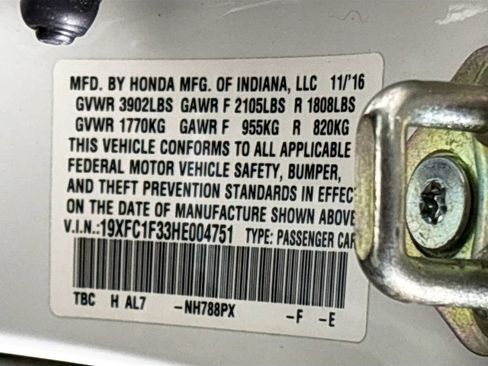 MFD. BY HONDA MFG. OF INDIANA, LLC 11/'16
GVWR 3902LBS GAWR F 2105LBS R 1808LBS
GVWR 1770KG GAWR F 955KG R 820KG
THIS VEHICLE CONFORMS TO ALL APPLICABLE
FEDERAL MOTOR VEHICLE SAFETY, BUMPER,
AND THEFT PREVENTION STANDARDS IN EFFEC
ON THE DATE OF MANUFACTURE SHOWN ABOVE
V.I.N.:19XFC1F33HE004751 TYPE: PASSENGER CAR
TBC H AL7 -NH788PX -F -E